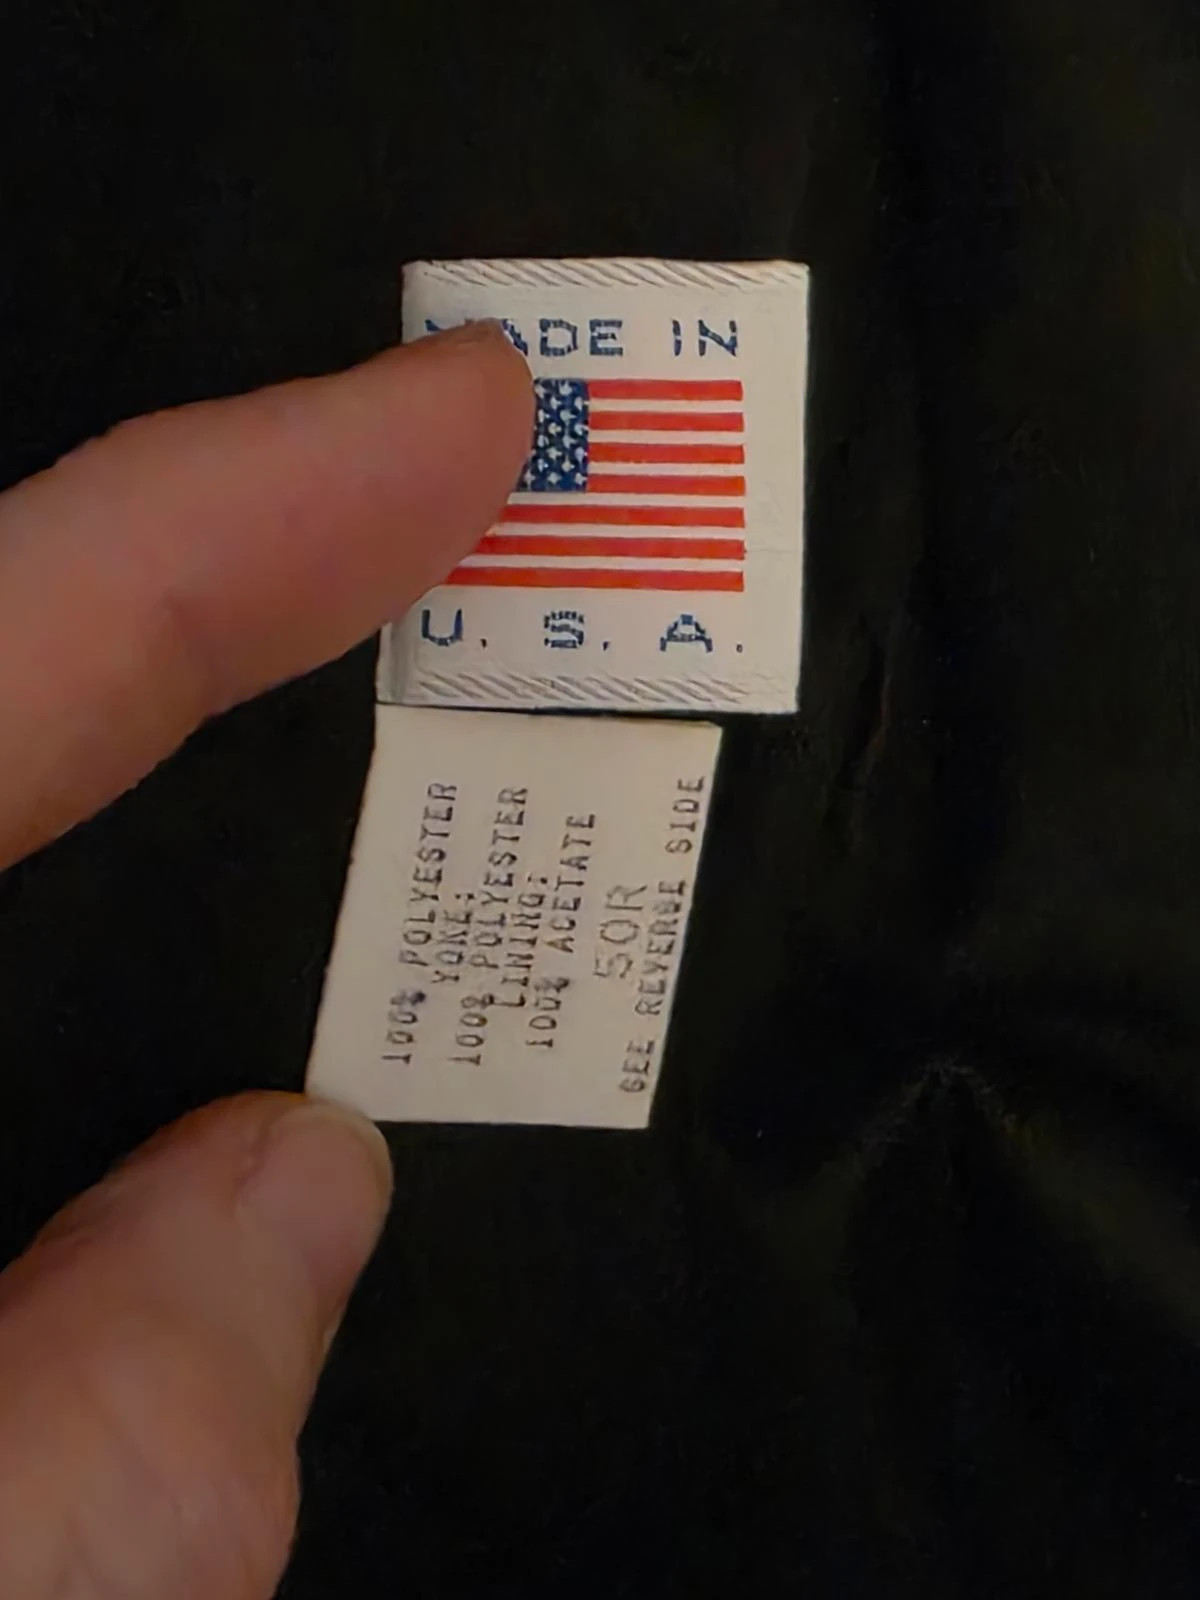 MADE IN
U. S. A.
100% POLYESTER
YOKE:
100% POLYESTER
LINING:
100% ACETATE
50R
SEE REVERSE SIDE